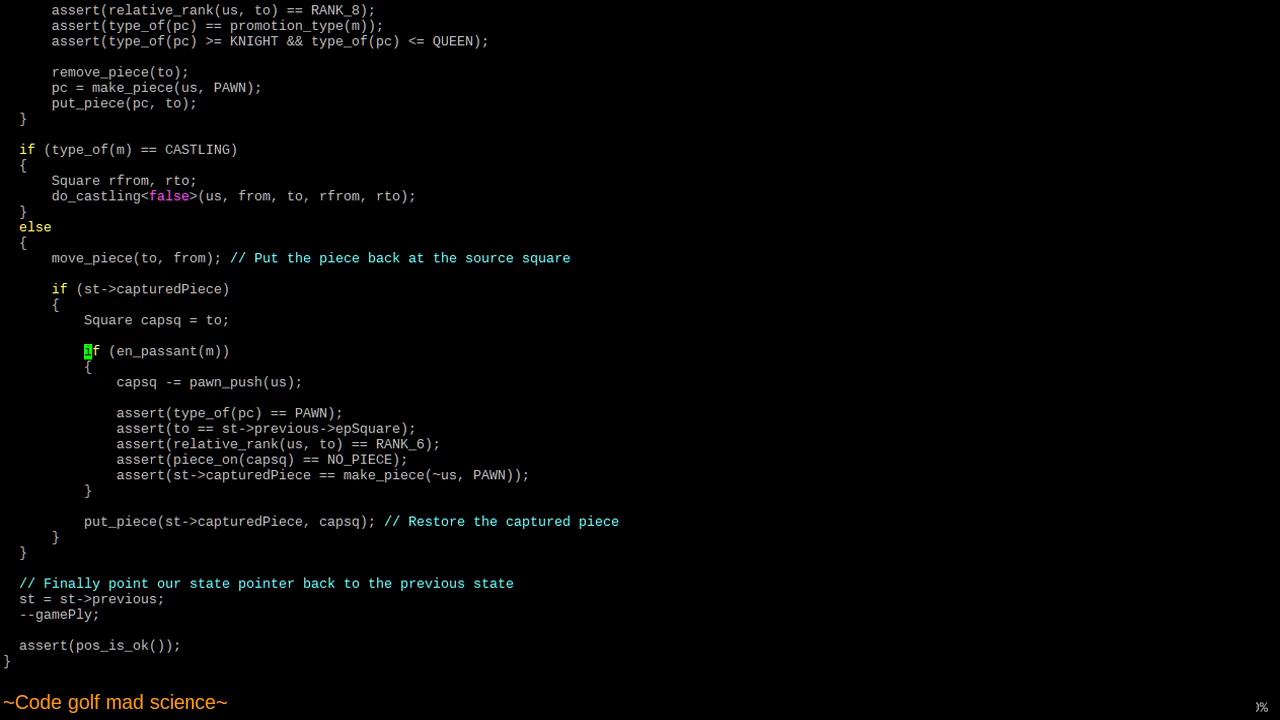 assert(relative_rank(us, to) == RANK_8);
assert(type_of(pc) == promotion_type(m));
assert(type_of(pc) >= KNIGHT && type_of(pc) <= QUEEN);
remove_piece(to);
pc = make_piece(us, PAWN);
put_piece(pc, to);
}
if (type_of(m) == CASTLING)
{
Square rfrom, rto;
do_castling<false>(us, from, to, rfrom, rto);
}
else
{
move_piece(to, from); // Put the piece back at the source square
if (st->capturedPiece)
{
Square capsq = to;
if (en_passant(m))
{
capsq -= pawn_push(us);
assert(type_of(pc) == PAWN);
assert(to == st->previous->epSquare);
assert(relative_rank(us, to) == RANK_6);
assert(piece_on(capsq) == NO_PIECE);
assert(st->capturedPiece == make_piece(~us, PAWN));
}
put_piece(st->capturedPiece, capsq); // Restore the captured piece
}
}
// Finally point our state pointer back to the previous state
st = st->previous;
--gamePly;
assert(pos_is_ok());
}
~Code golf mad science~